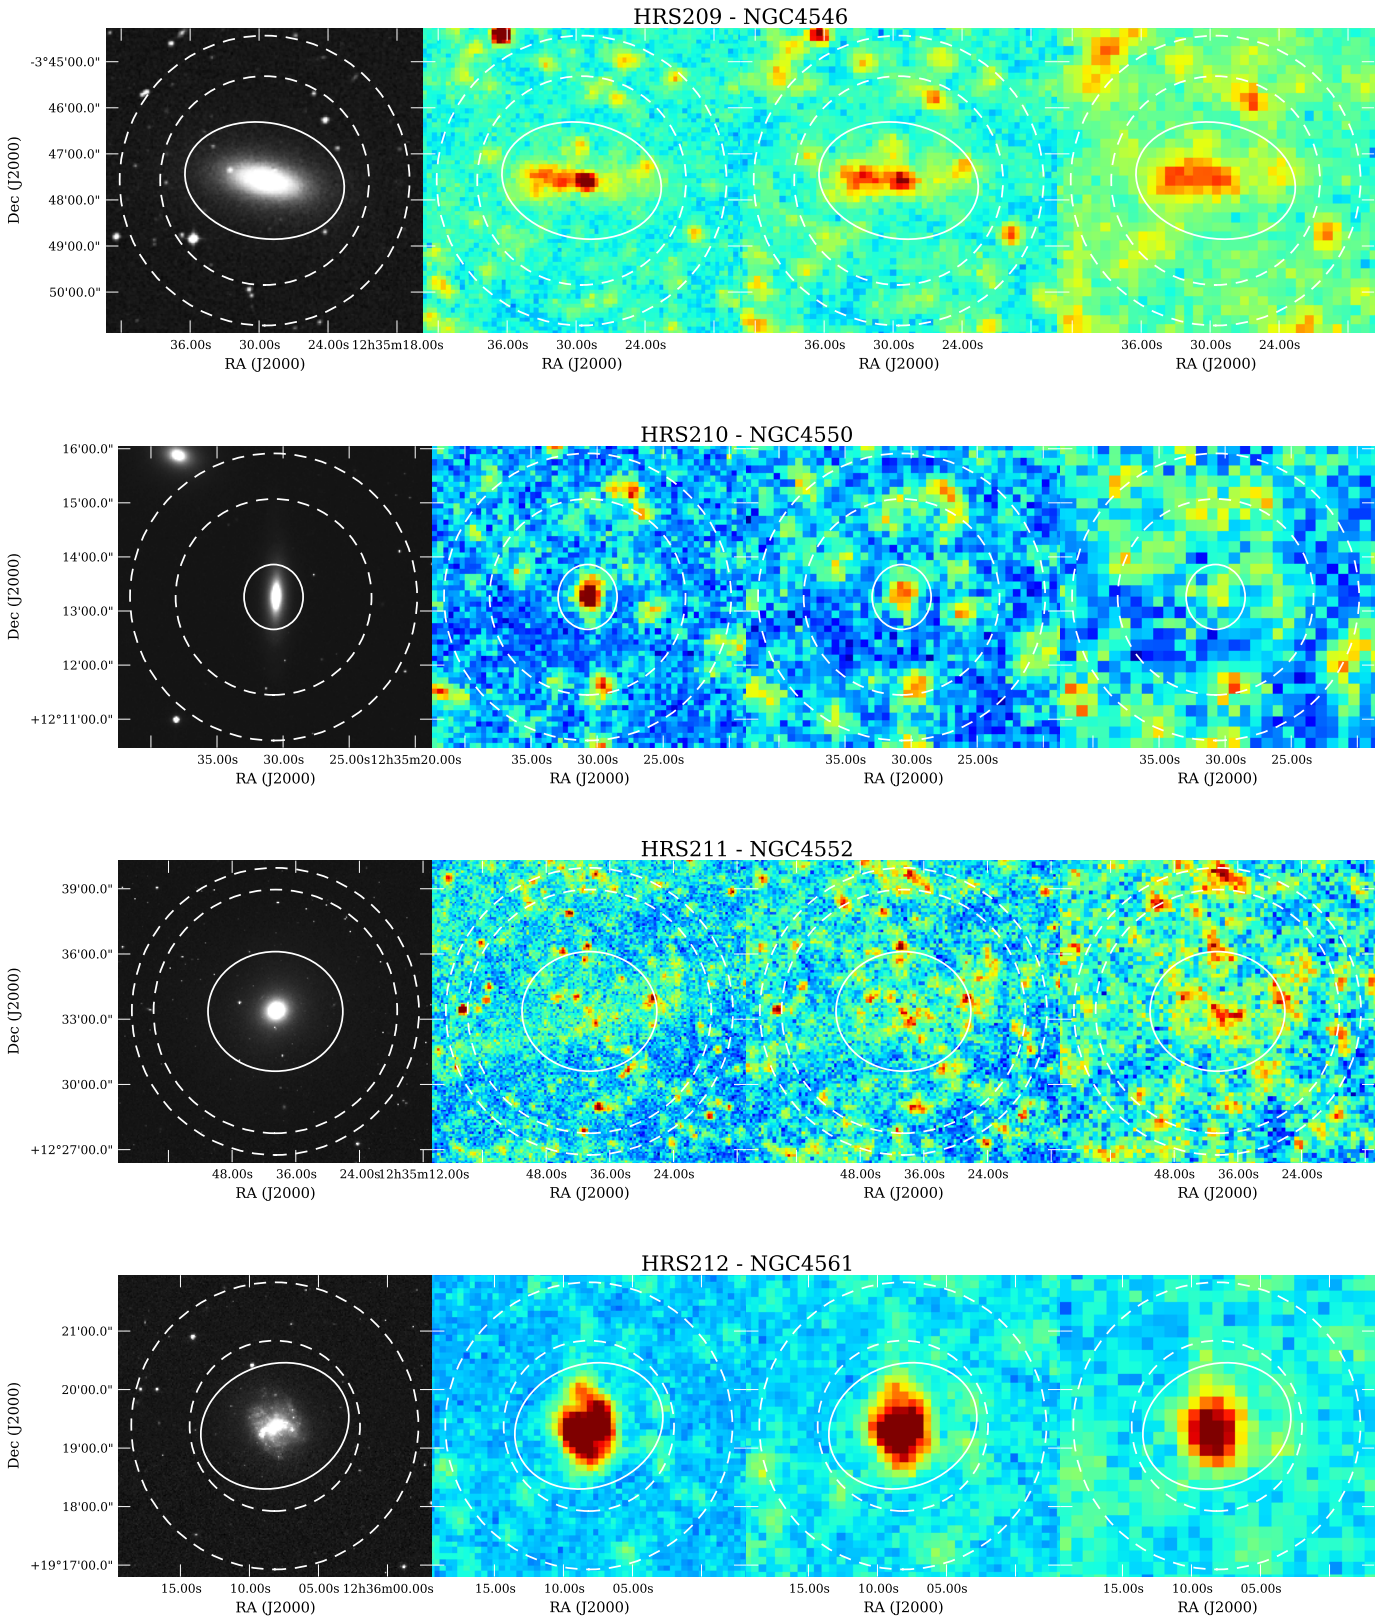 HRS209 - NGC4546
-3°45'00.0"
46'00.0"
47'00.0"
48'00.0"
49'00.0"
50'00.0"
Dec (J2000)
36.00s 30.00s 24.00s 12h35m18.00s 36.00s 30.00s 24.00s 36.00s 30.00s 24.00s 36.00s 30.00s 24.00s
RA (J2000) RA (J2000) RA (J2000) RA (J2000)
HRS210 - NGC4550
16'00.0"
15'00.0"
14'00.0"
13'00.0"
12'00.0"
+12°11'00.0"
Dec (J2000)
35.00s 30.00s 25.00s 12h35m20.00s 35.00s 30.00s 25.00s 35.00s 30.00s 25.00s 35.00s 30.00s 25.00s
RA (J2000) RA (J2000) RA (J2000) RA (J2000)
HRS211 - NGC4552
39'00.0"
36'00.0"
33'00.0"
30'00.0"
+12°27'00.0"
Dec (J2000)
48.00s 36.00s 24.00s 12h35m12.00s 48.00s 36.00s 24.00s 48.00s 36.00s 24.00s 48.00s 36.00s 24.00s
RA (J2000) RA (J2000) RA (J2000) RA (J2000)
HRS212 - NGC4561
21'00.0"
20'00.0"
19'00.0"
18'00.0"
+19°17'00.0"
Dec (J2000)
15.00s 10.00s 05.00s 12h36m00.00s 15.00s 10.00s 05.00s 15.00s 10.00s 05.00s 15.00s 10.00s 05.00s
RA (J2000) RA (J2000) RA (J2000) RA (J2000)